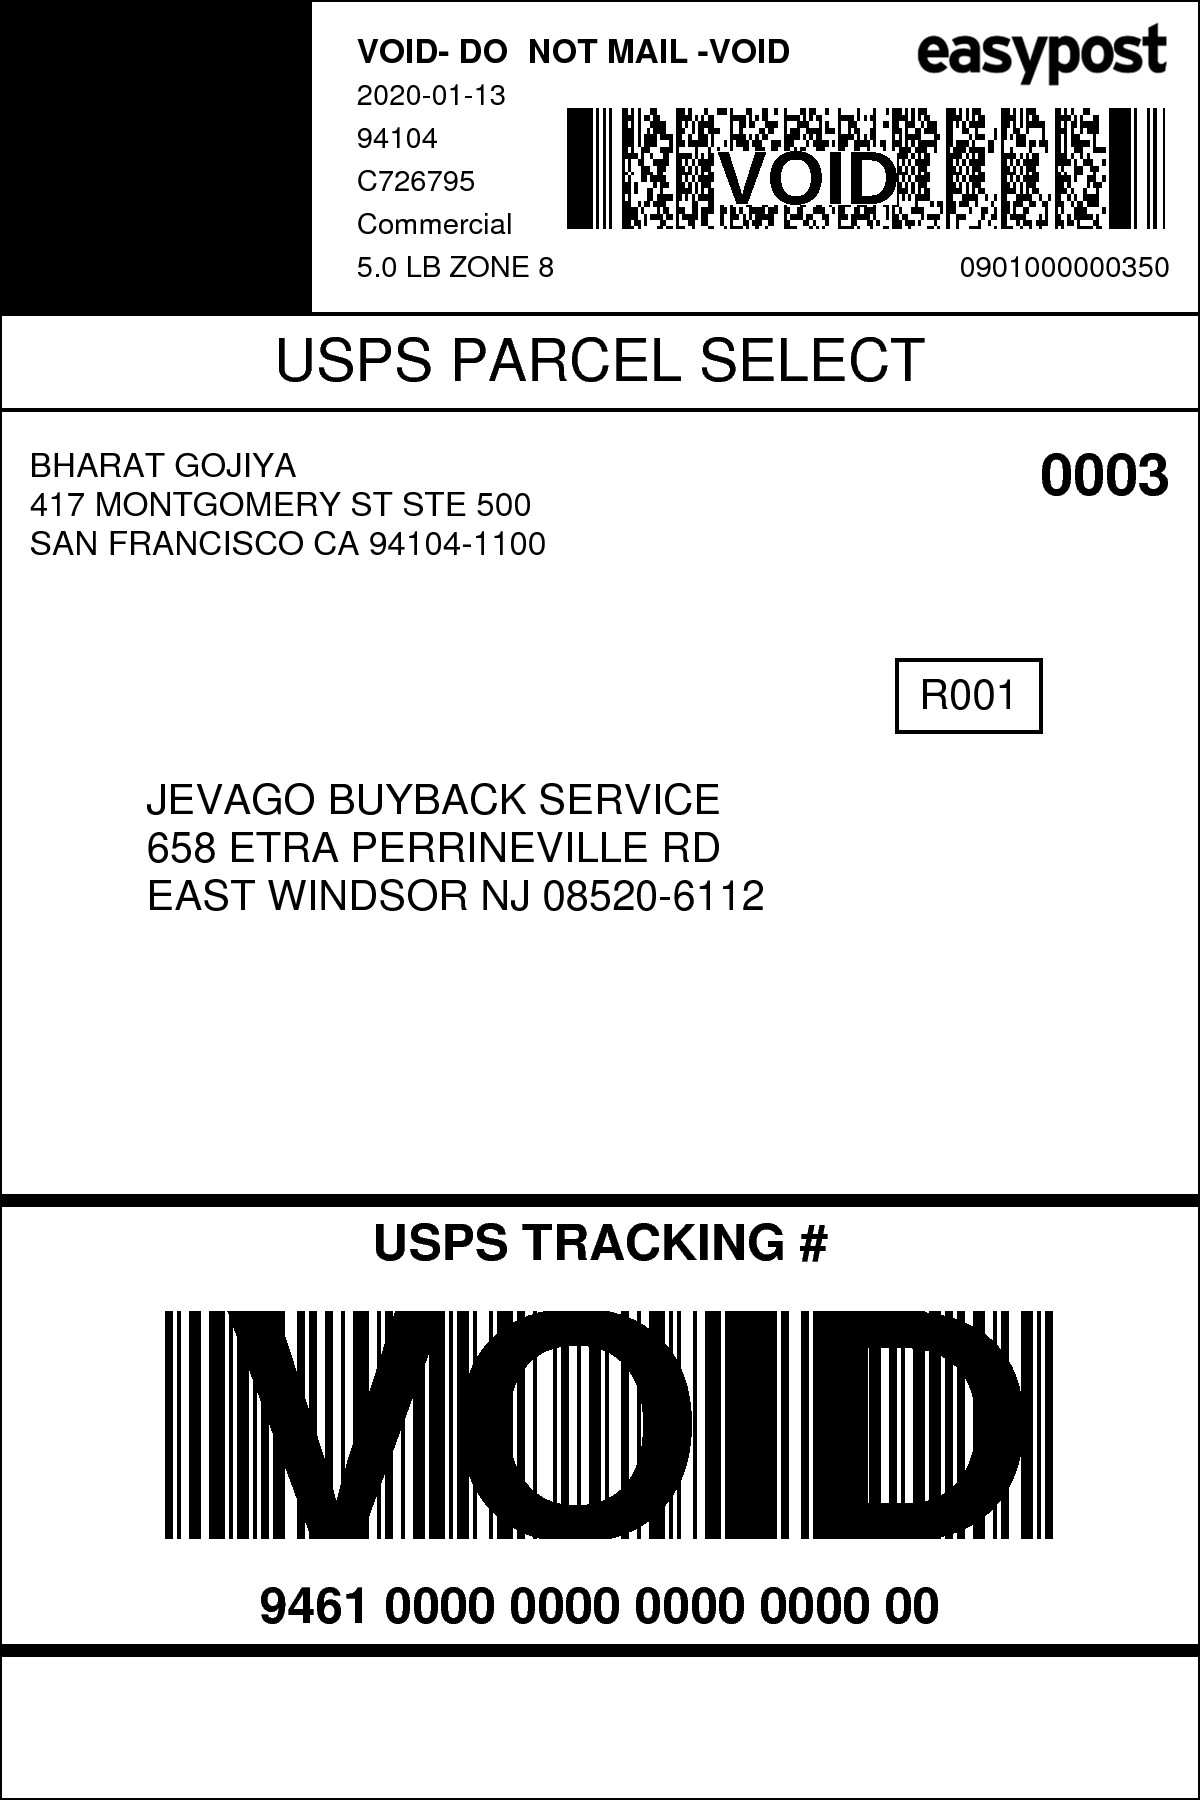 VOID- DO NOT MAIL -VOID
easypost
2020-01-13
94104
C726795
Commercial
5.0 LB ZONE 8
VOID
0901000000350
USPS PARCEL SELECT
BHARAT GOJIYA
417 MONTGOMERY ST STE 500
SAN FRANCISCO CA 94104-1100
0003
R001
JEVAGO BUYBACK SERVICE
658 ETRA PERRINEVILLE RD
EAST WINDSOR NJ 08520-6112
USPS TRACKING #
VOID
9461 0000 0000 0000 0000 00